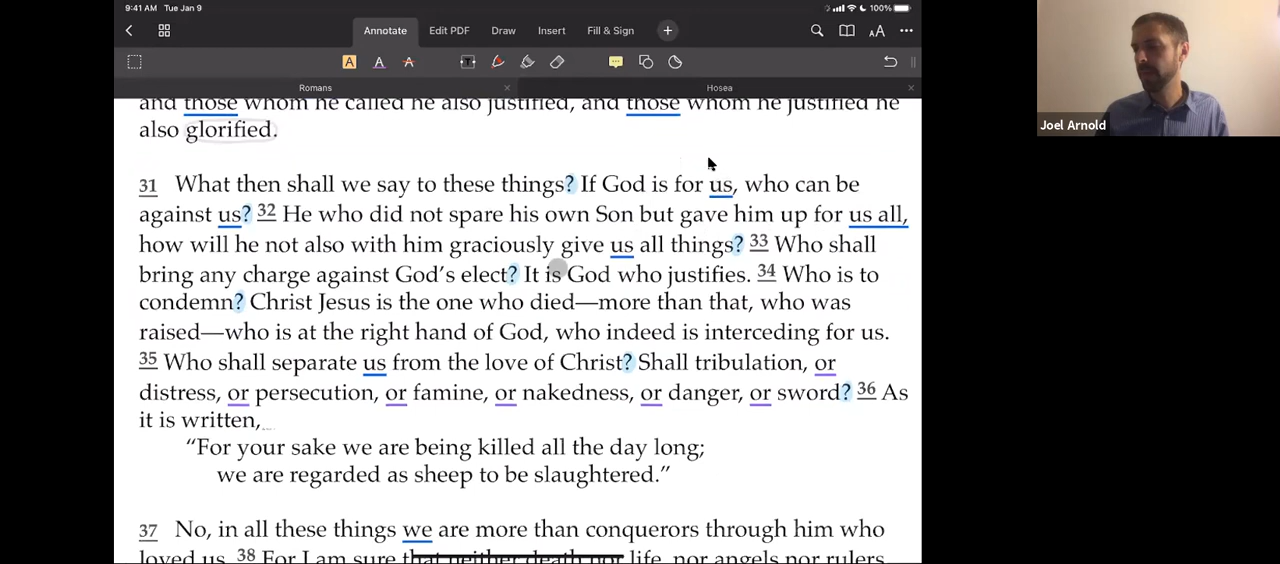 9:41 AM Tue Jan 9
100%
Annotate Edit PDF Draw Insert Fill & Sign
AA
A A A T
Romans Hosea
and those whom he called he also justified, and those whom he justified he
also glorified.
31 What then shall we say to these things? If God is for us, who can be
against us? 32 He who did not spare his own Son but gave him up for us all,
how will he not also with him graciously give us all things? 33 Who shall
bring any charge against God’s elect? It is God who justifies. 34 Who is to
condemn? Christ Jesus is the one who died—more than that, who was
raised—who is at the right hand of God, who indeed is interceding for us.
35 Who shall separate us from the love of Christ? Shall tribulation, or
distress, or persecution, or famine, or nakedness, or danger, or sword? 36 As
it is written,
“For your sake we are being killed all the day long;
we are regarded as sheep to be slaughtered.”
37 No, in all these things we are more than conquerors through him who
loved us. 38 For I am sure that neither death nor life, nor angels nor rulers
Joel Arnold